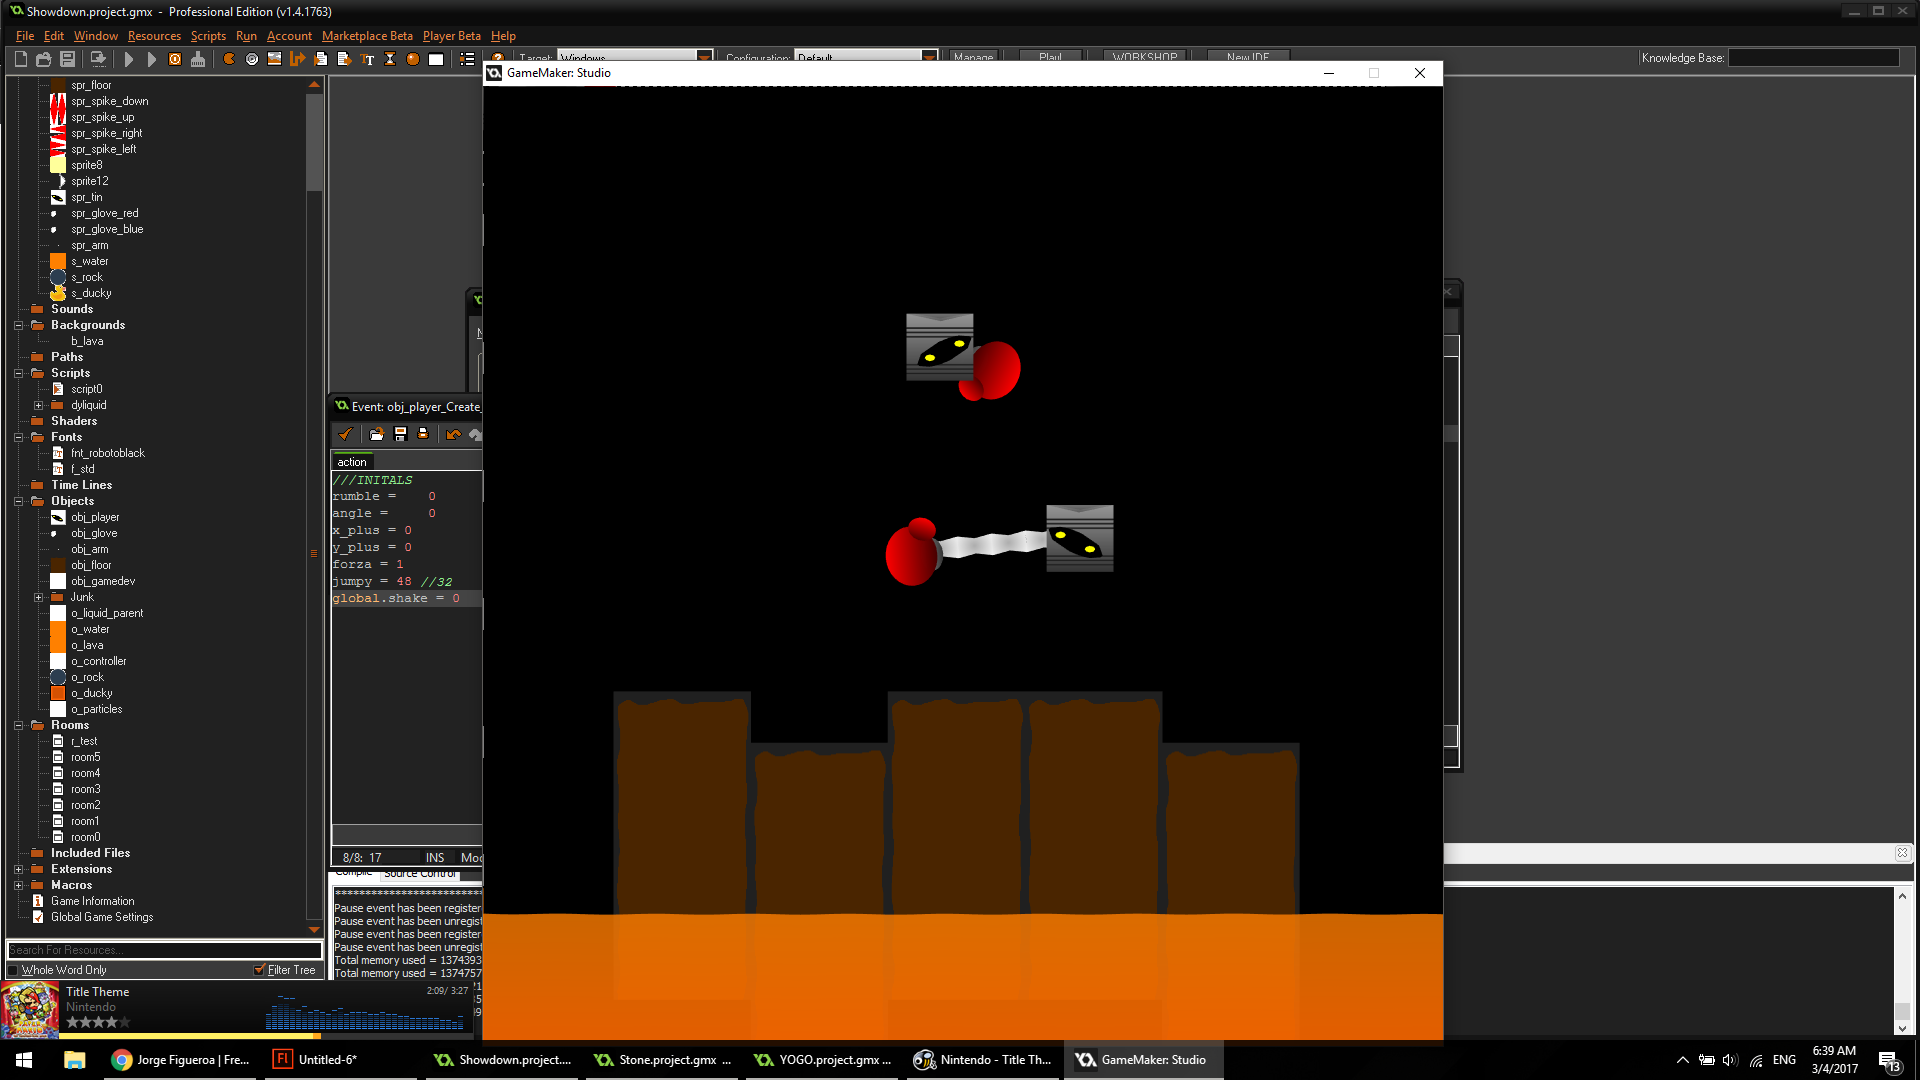 Showdown.project.gmx - Professional Edition (v1.4.1763)
File Edit Window Resources Scripts Run Account Marketplace Beta Player Beta Help
Target: Windows Configuration: Default Manage Play! WORKSHOP New IDE Knowledge Base:
GameMaker: Studio
spr_floor
spr_spike_down
spr_spike_up
spr_spike_right
spr_spike_left
sprite8
sprite12
spr_tin
spr_glove_red
spr_glove_blue
spr_arm
s_water
s_rock
s_ducky
Sounds
Backgrounds
b_lava
Paths
Scripts
script0
dyliquid
Shaders
Fonts
fnt_robotoblack
f_std
Time Lines
Objects
obj_player
obj_glove
obj_arm
obj_floor
obj_gamedev
Junk
o_liquid_parent
o_water
o_lava
o_controller
o_rock
o_ducky
o_particles
Rooms
r_test
room5
room4
room3
room2
room1
room0
Included Files
Extensions
Macros
Game Information
Global Game Settings
Search For Resources...
Whole Word Only Filter Tree
Event: obj_player_Create_
action
///INITALS
rumble = 0
angle = 0
x_plus = 0
y_plus = 0
forza = 1
jumpy = 48 //32
global.shake = 0
8/8: 17 INS Mod
Compile Source Control
Pause event has been register
Pause event has been unregist
Pause event has been register
Pause event has been unregist
Total memory used = 1374393
Total memory used = 1374757
Title Theme 2:09/ 3:27
Nintendo
Jorge Figueroa | Fre...
Untitled-6*
Showdown.project....
Stone.project.gmx ...
YOGO.project.gmx ...
Nintendo - Title Th...
GameMaker: Studio
ENG
6:39 AM
3/4/2017
13